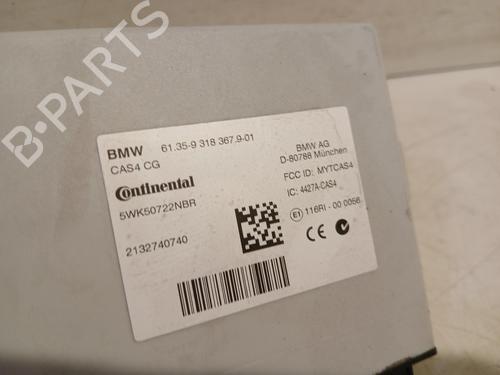 BMW 61.35-9 318 367.9-01
CAS4 CG
Continental
5WK50722NBR
2132740740
BMW AG
D-80788 München
FCC ID: MYTCAS4
IC: 4427A-CAS4
E1 116RI - 00 0056
CE
B-PARTS